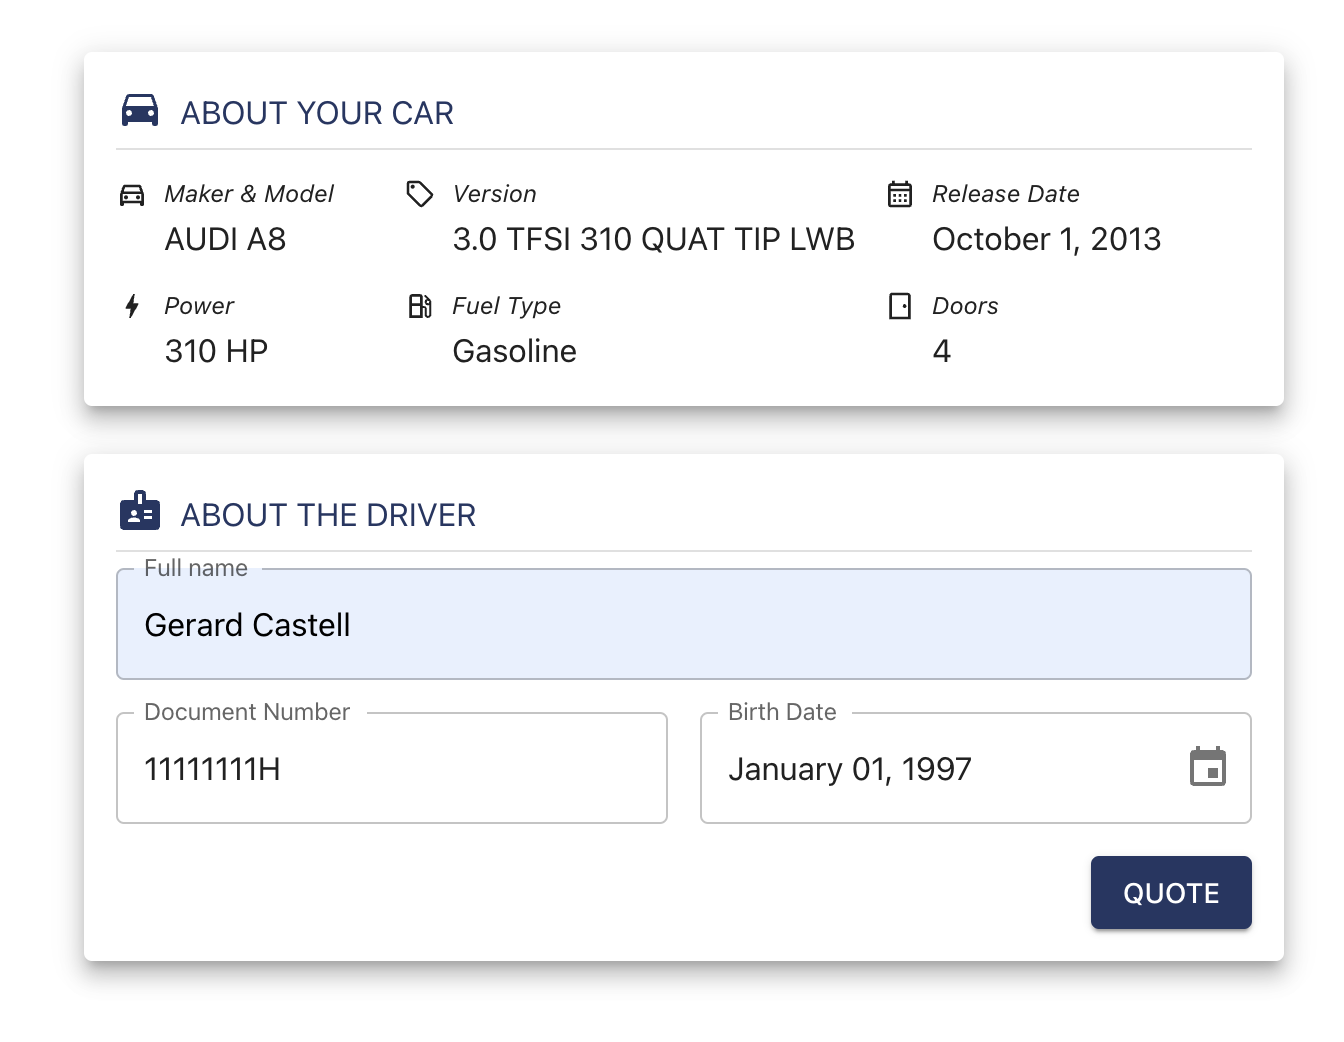 ABOUT YOUR CAR
Maker & Model
AUDI A8
Version
3.0 TFSI 310 QUAT TIP LWB
Release Date
October 1, 2013
Power
310 HP
Fuel Type
Gasoline
Doors
4
ABOUT THE DRIVER
Full name
Gerard Castell
Document Number
11111111H
Birth Date
January 01, 1997
QUOTE